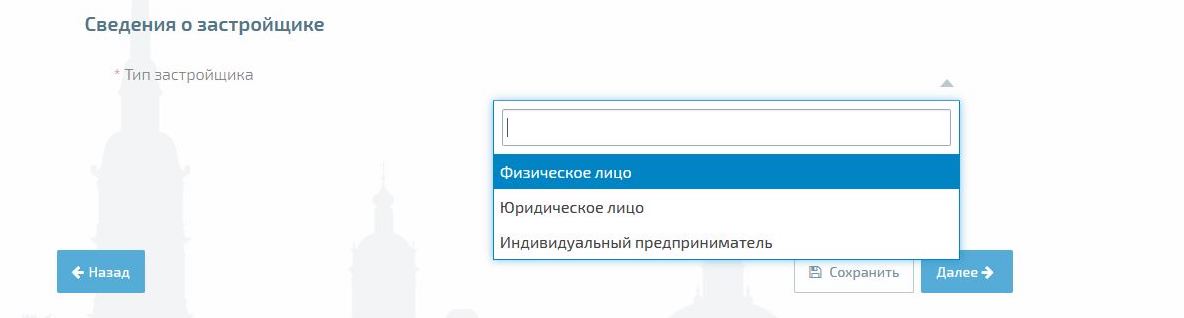 Сведения о застройщике
* Тип застройщика
Физическое лицо
Юридическое лицо
Индивидуальный предприниматель
Назад
Сохранить
Далее